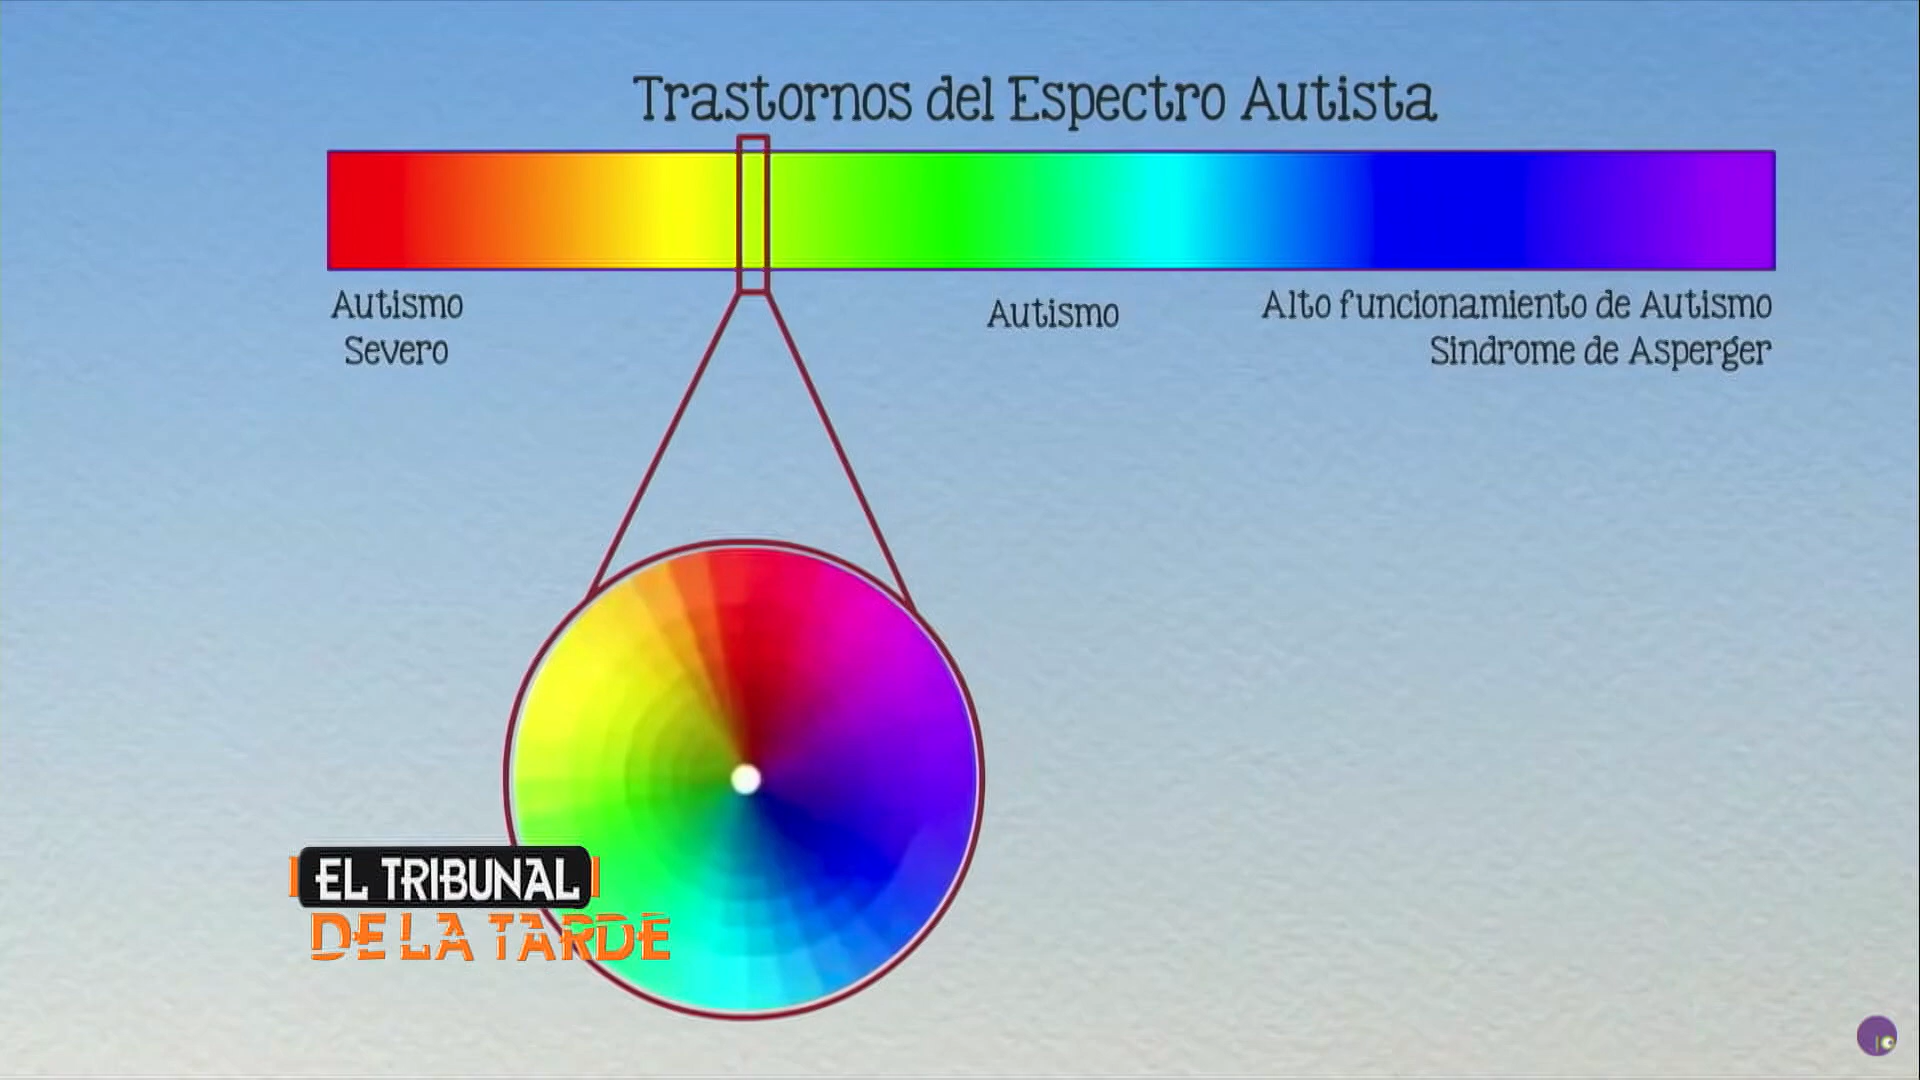 Trastornos del Espectro Autista
Autismo
Severo
Autismo
Alto funcionamiento de Autismo
Sindrome de Asperger
EL TRIBUNAL
DE LA TARDE